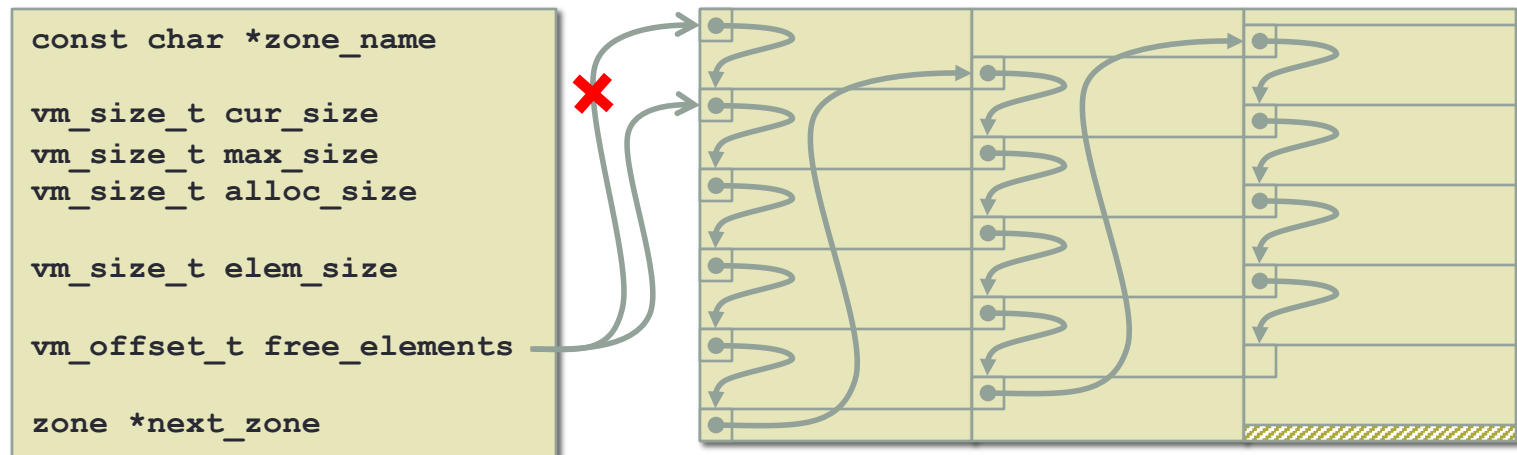 const char *zone_name
vm_size_t cur_size
vm_size_t max_size
vm_size_t alloc_size
vm_size_t elem_size
vm_offset_t free_elements
zone *next_zone